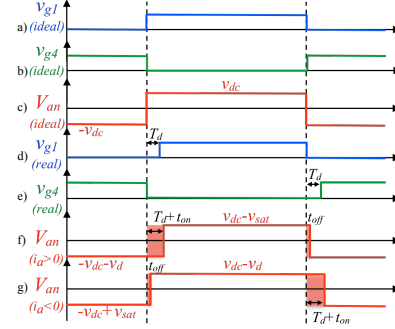 a) v_g1
(ideal)
b) v_g4
(ideal)
c) V_an
(ideal)
v_dc
-v_dc
d) v_g1
(real)
T_d
e) v_g4
(real)
T_d
f) V_an
(i_a>0)
T_d+t_on
v_dc-v_sat
t_off
-v_dc-v_d
g) V_an
(i_a<0)
t_off
v_dc-v_d
-v_dc+v_sat
T_d+t_on